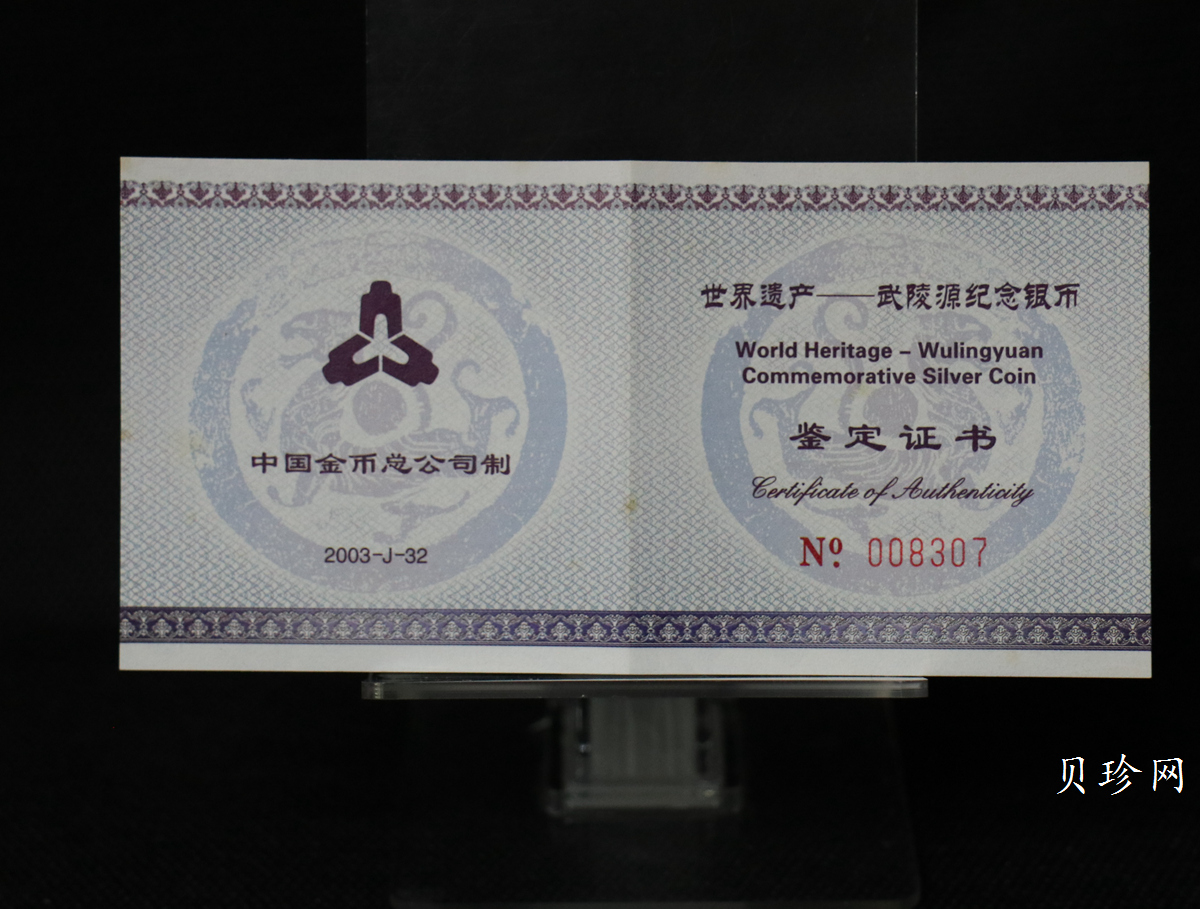 中国金币总公司制
2003-J-32
世界遗产——武陵源纪念银币
World Heritage – Wulingyuan
Commemorative Silver Coin
鉴定证书
Certificate of Authenticity
Nº. 008307
贝珍网